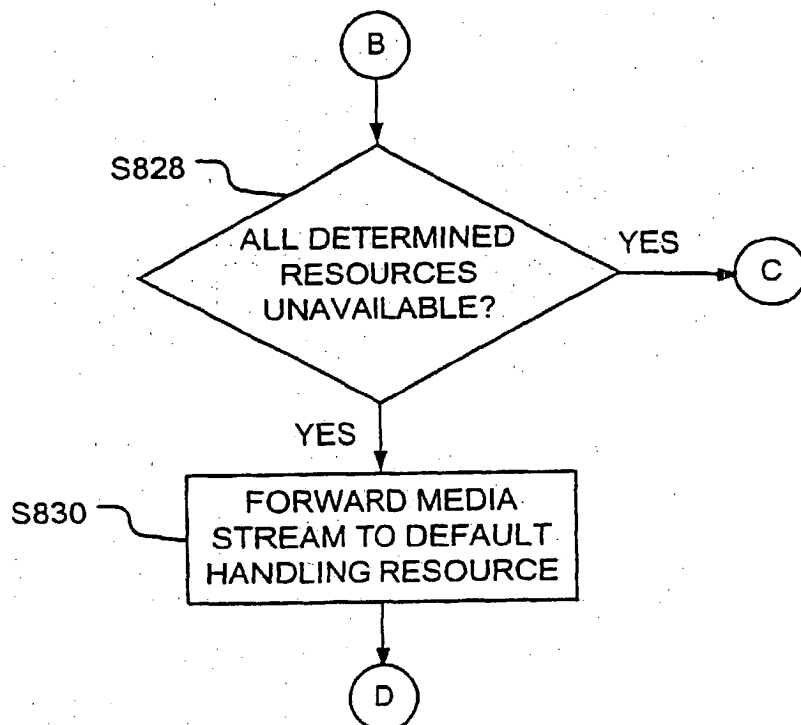 B
S828
ALL DETERMINED
RESOURCES
UNAVAILABLE?
YES
C
YES
S830
FORWARD MEDIA
STREAM TO DEFAULT
HANDLING RESOURCE
D